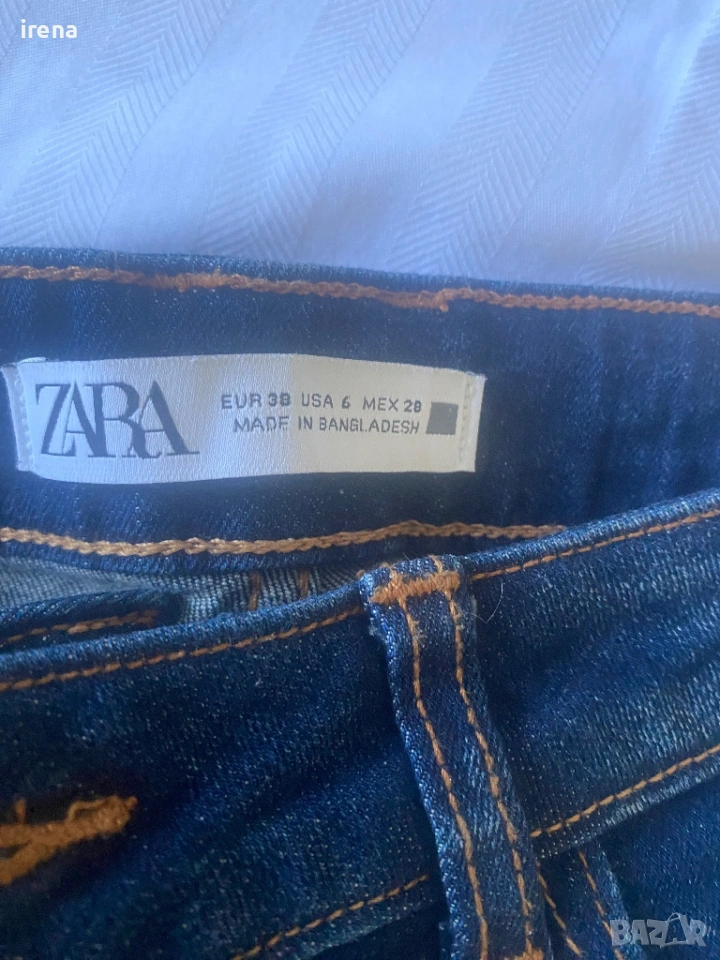 irena
ZARA
EUR 38 USA 6 MEX 28
MADE IN BANGLADESH
BAZAR